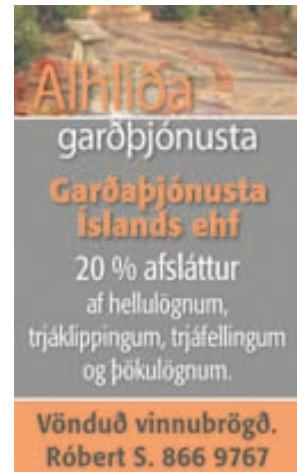 Alhliða
garðþjónusta
Garðaþjónusta
Íslands ehf
20 % afsláttur
af hellulögnum,
trjáklippingum, trjáfellingum
og þökulögnum.
Vönduð vinnubrögð.
Róbert S. 866 9767